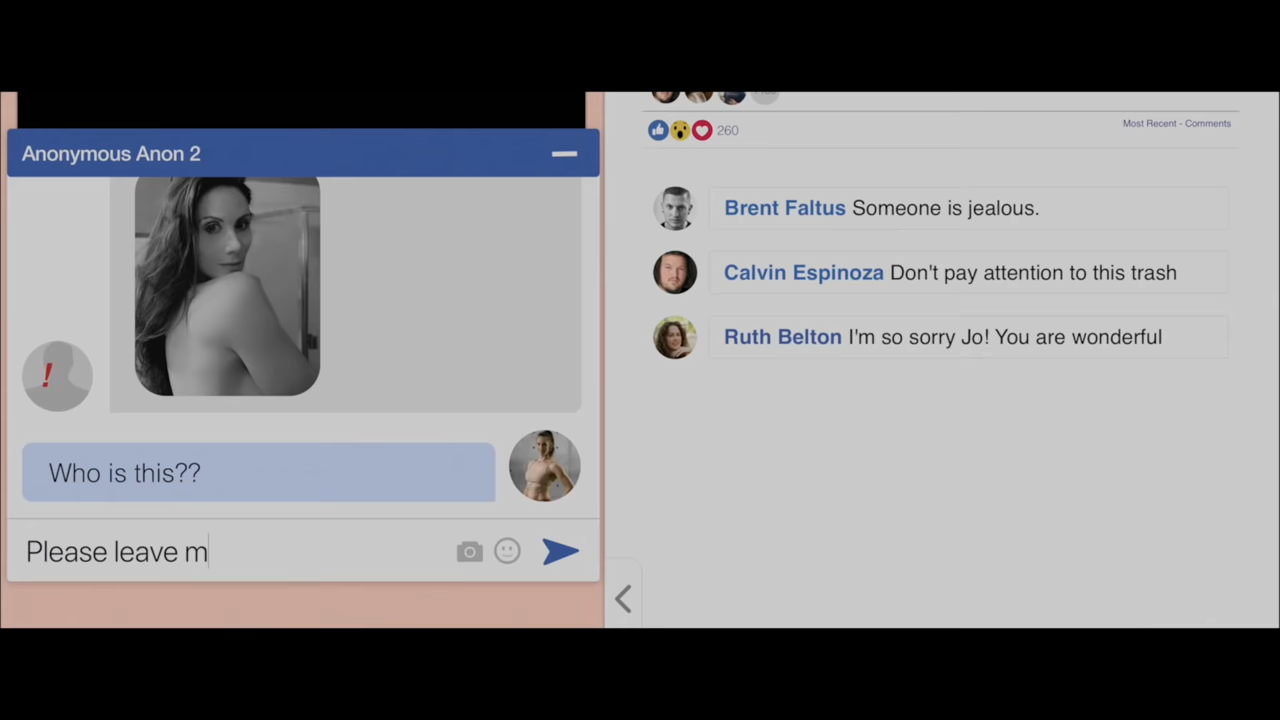 Anonymous Anon 2
Who is this??
Please leave m
260
Most Recent - Comments
Brent Faltus Someone is jealous.
Calvin Espinoza Don't pay attention to this trash
Ruth Belton I'm so sorry Jo! You are wonderful